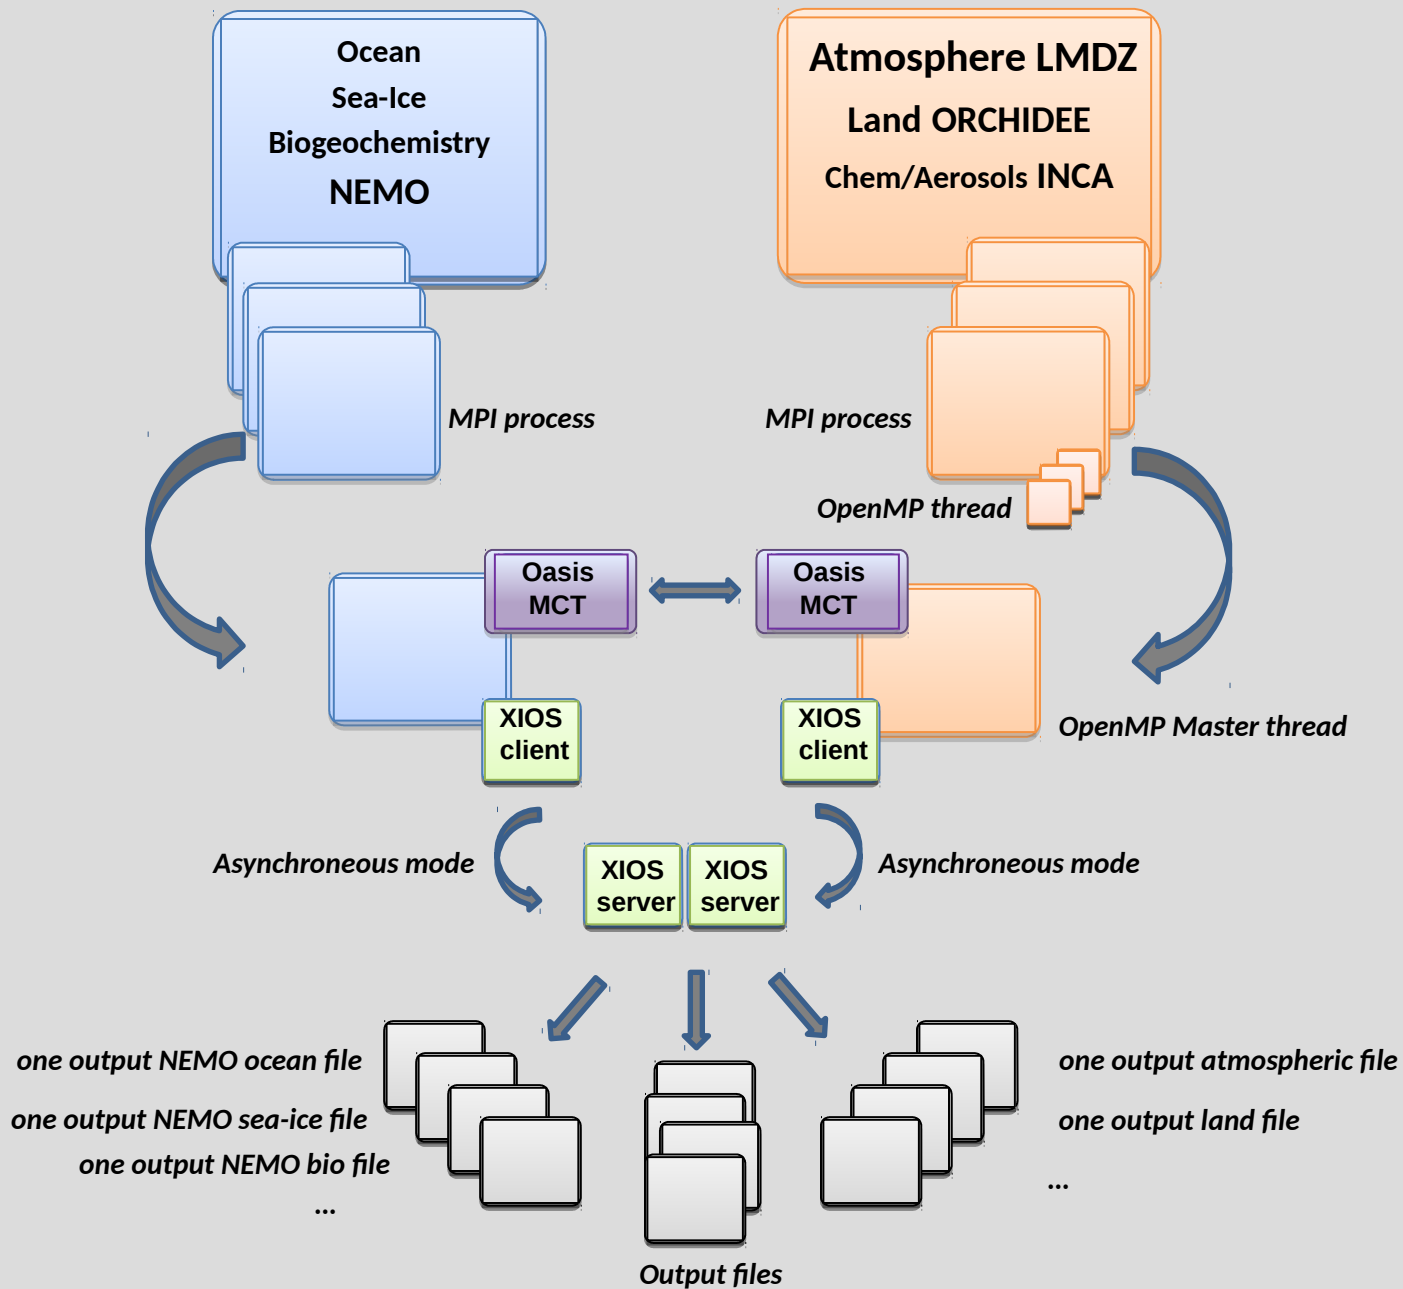 Ocean
Sea-Ice
Biogeochemistry
NEMO
Atmosphere LMDZ
Land ORCHIDEE
Chem/Aerosols INCA
MPI process
MPI process
OpenMP thread
Oasis
MCT
Oasis
MCT
XIOS
client
XIOS
client
OpenMP Master thread
Asynchroneous mode
XIOS
server
XIOS
server
Asynchroneous mode
one output NEMO ocean file
one output NEMO sea-ice file
one output NEMO bio file
...
one output atmospheric file
one output land file
...
Output files